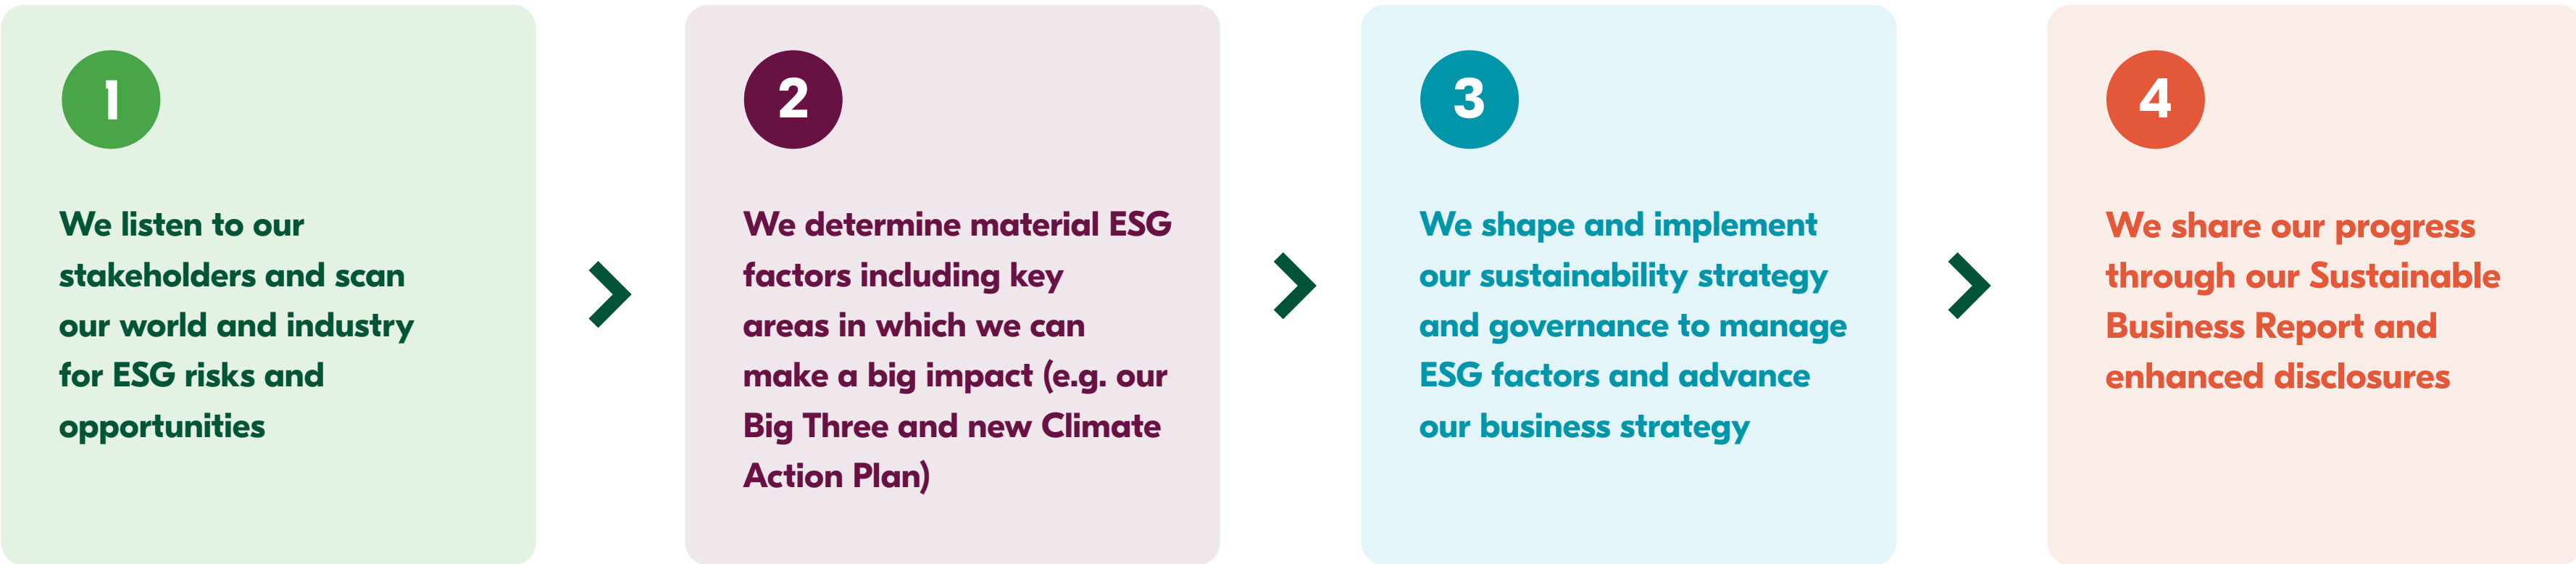 1
We listen to our
stakeholders and scan
our world and industry
for ESG risks and
opportunities
2
We determine material ESG
factors including key
areas in which we can
make a big impact (e.g. our
Big Three and new Climate
Action Plan)
3
We shape and implement
our sustainability strategy
and governance to manage
ESG factors and advance
our business strategy
4
We share our progress
through our Sustainable
Business Report and
enhanced disclosures